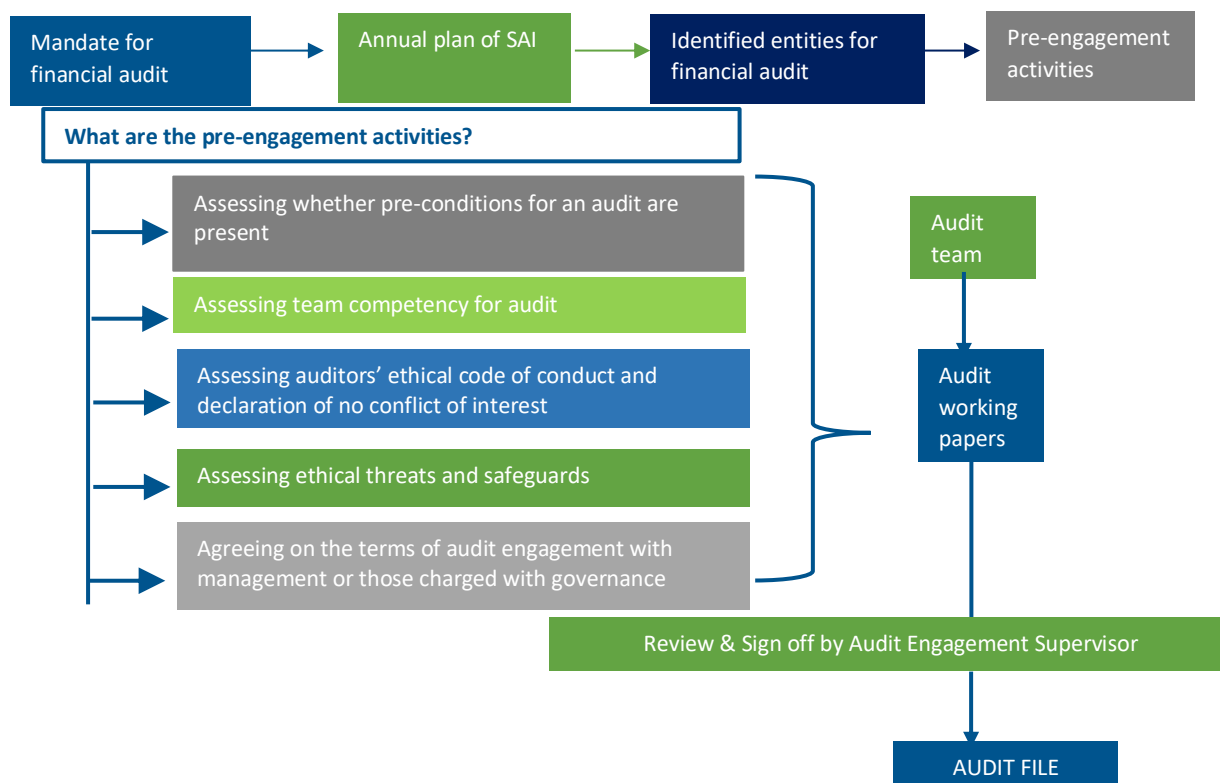 Mandate for
financial audit
Annual plan of SAI
Identified entities for
financial audit
Pre-engagement
activities
What are the pre-engagement activities?
Assessing whether pre-conditions for an audit are
present
Assessing team competency for audit
Assessing auditors’ ethical code of conduct and
declaration of no conflict of interest
Assessing ethical threats and safeguards
Agreeing on the terms of audit engagement with
management or those charged with governance
Audit
team
Audit
working
papers
Review & Sign off by Audit Engagement Supervisor
AUDIT FILE